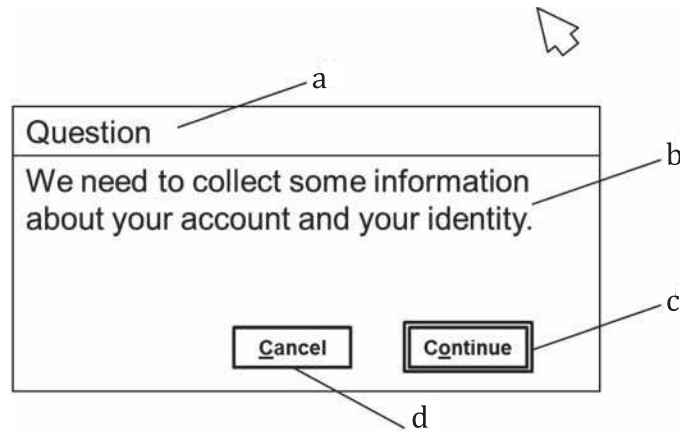 a
Question
b
We need to collect some information
about your account and your identity.
c
Cancel Continue
d